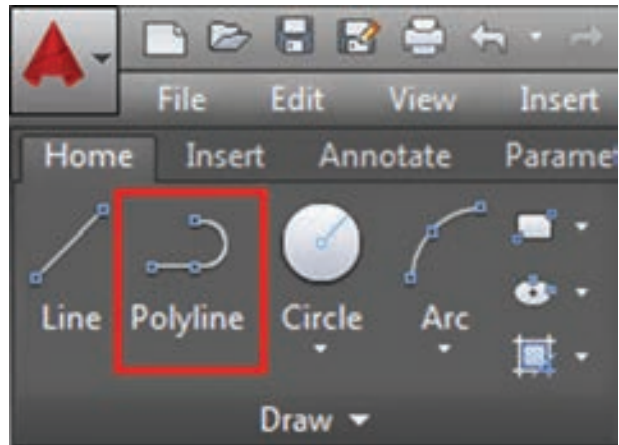 File Edit View Insert
Home Insert Annotate Paramet
Line Polyline Circle Arc
Draw